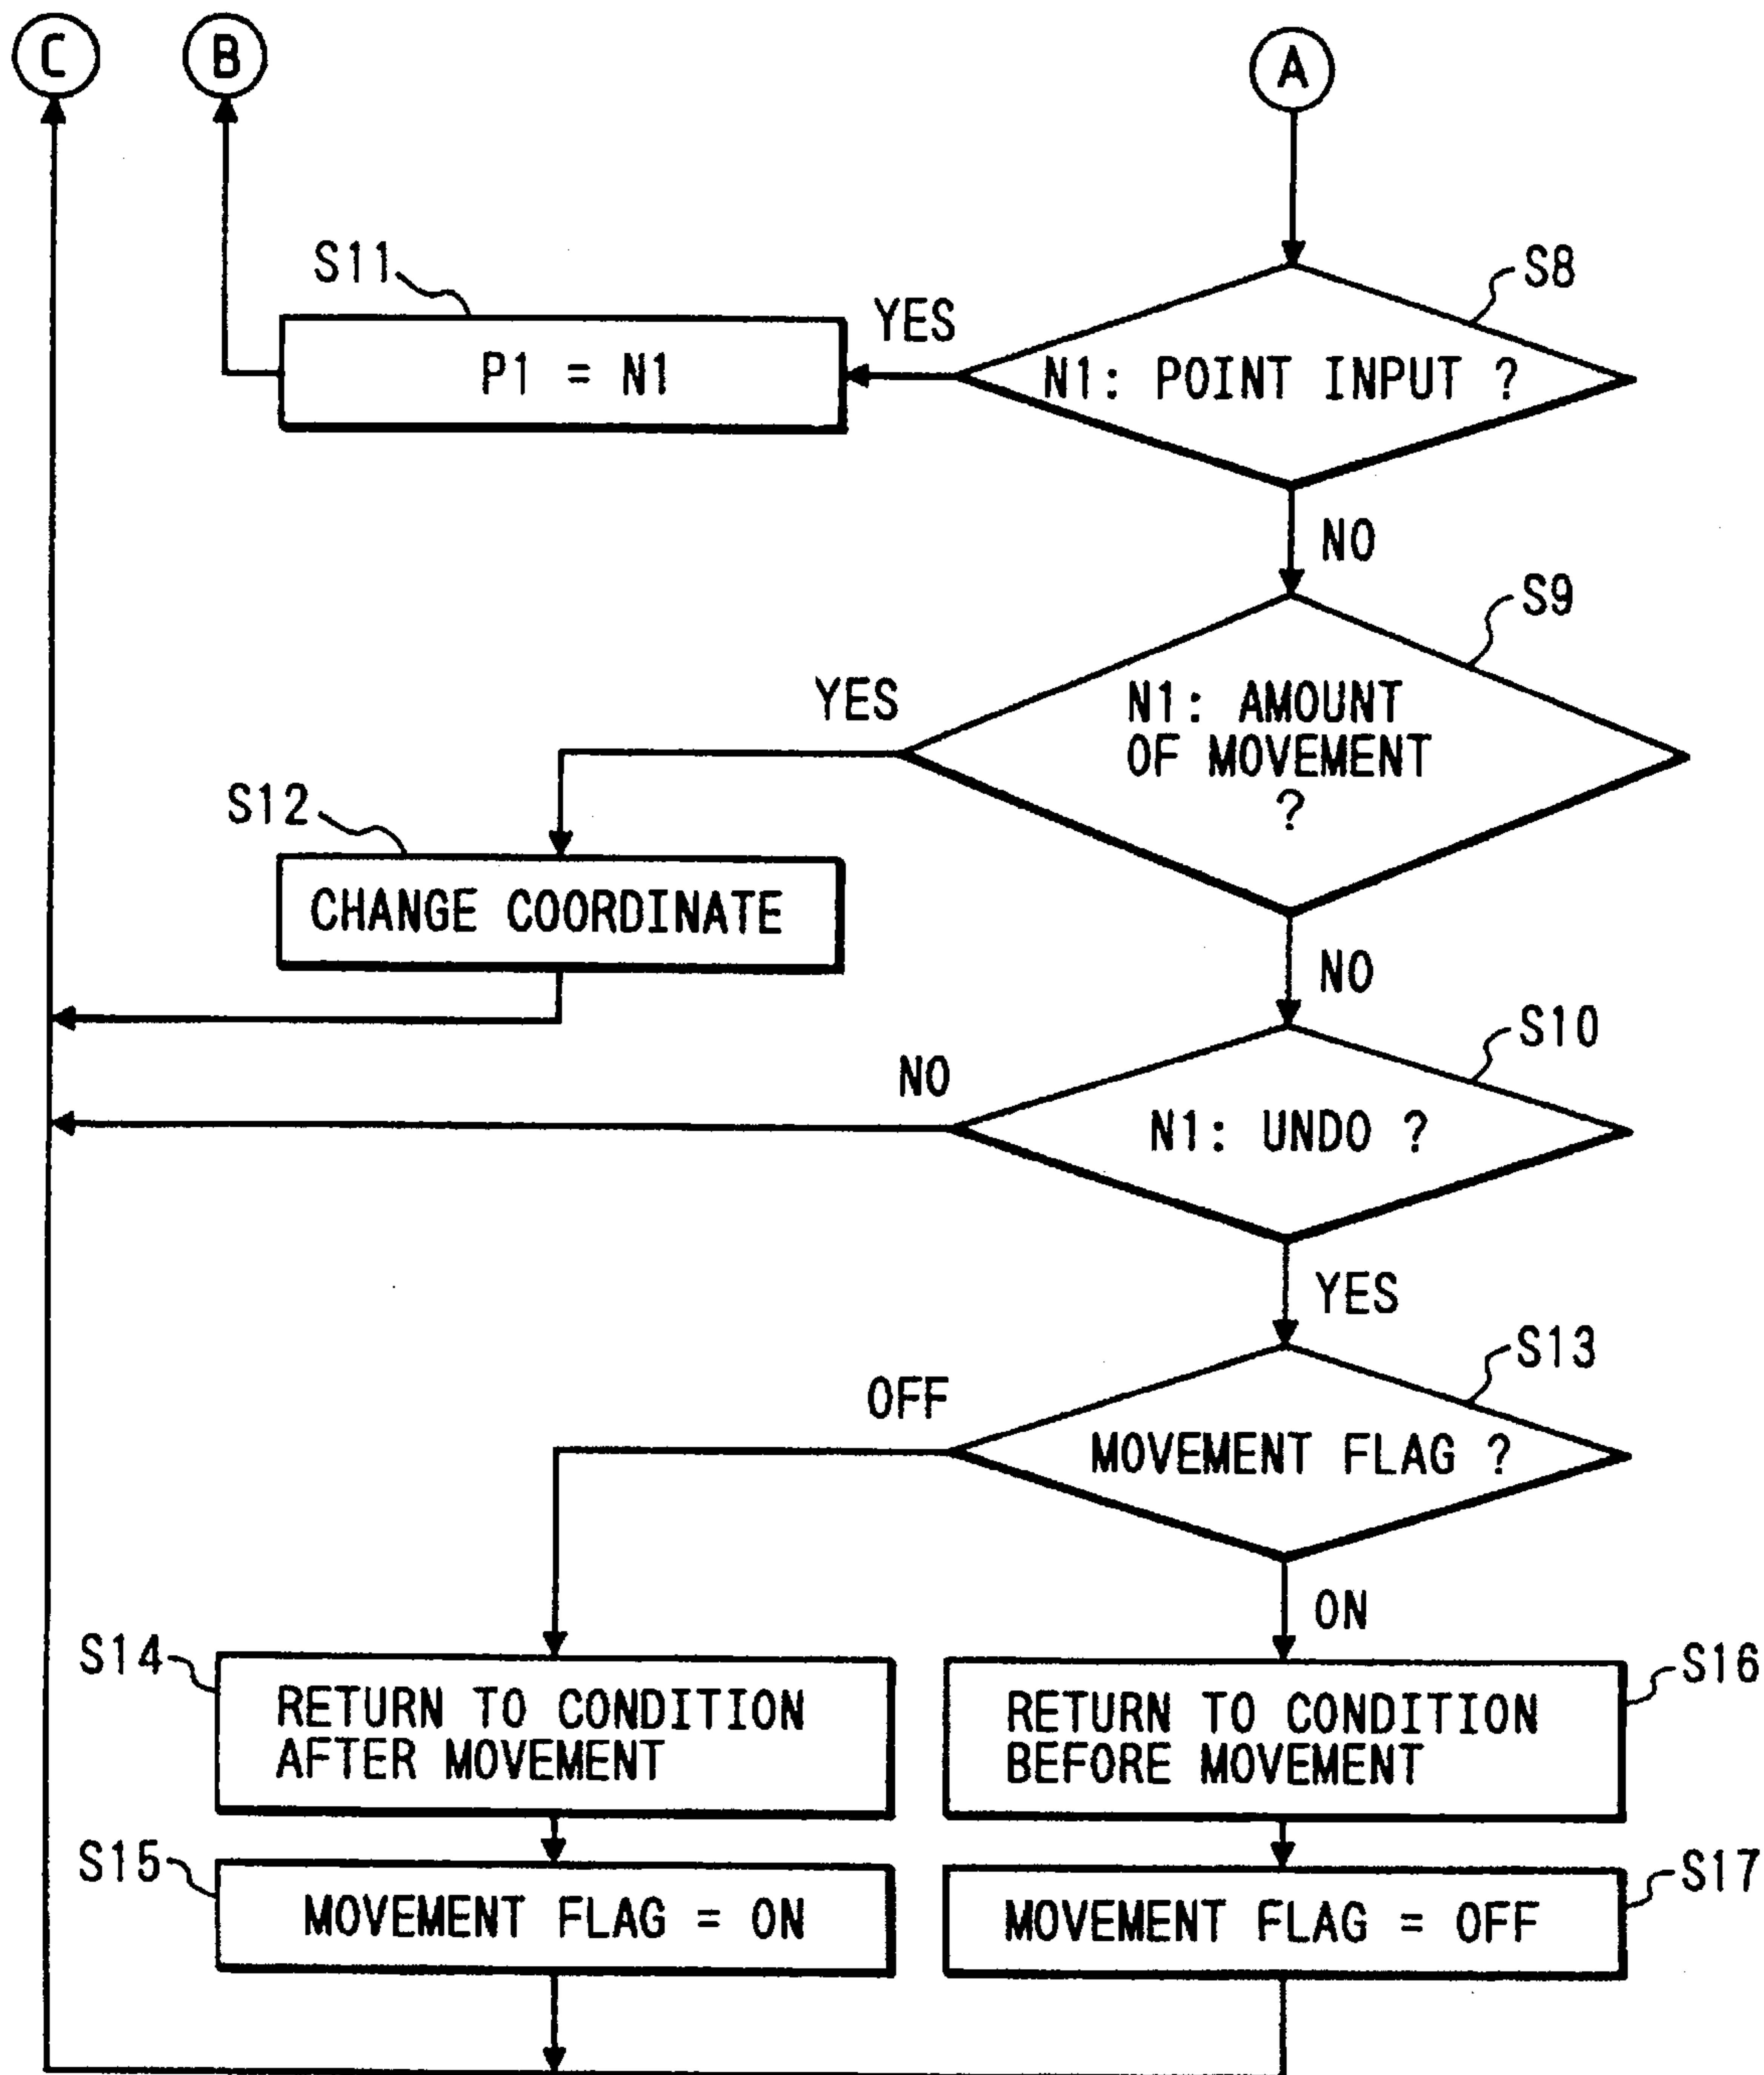 C
B
A
S11
S8
P1 = N1
YES
N1: POINT INPUT ?
NO
S9
YES
N1: AMOUNT
OF MOVEMENT
?
S12
CHANGE COORDINATE
NO
S10
NO
N1: UNDO ?
YES
S13
OFF
MOVEMENT FLAG ?
ON
S14
RETURN TO CONDITION
AFTER MOVEMENT
S16
RETURN TO CONDITION
BEFORE MOVEMENT
S15
MOVEMENT FLAG = ON
S17
MOVEMENT FLAG = OFF